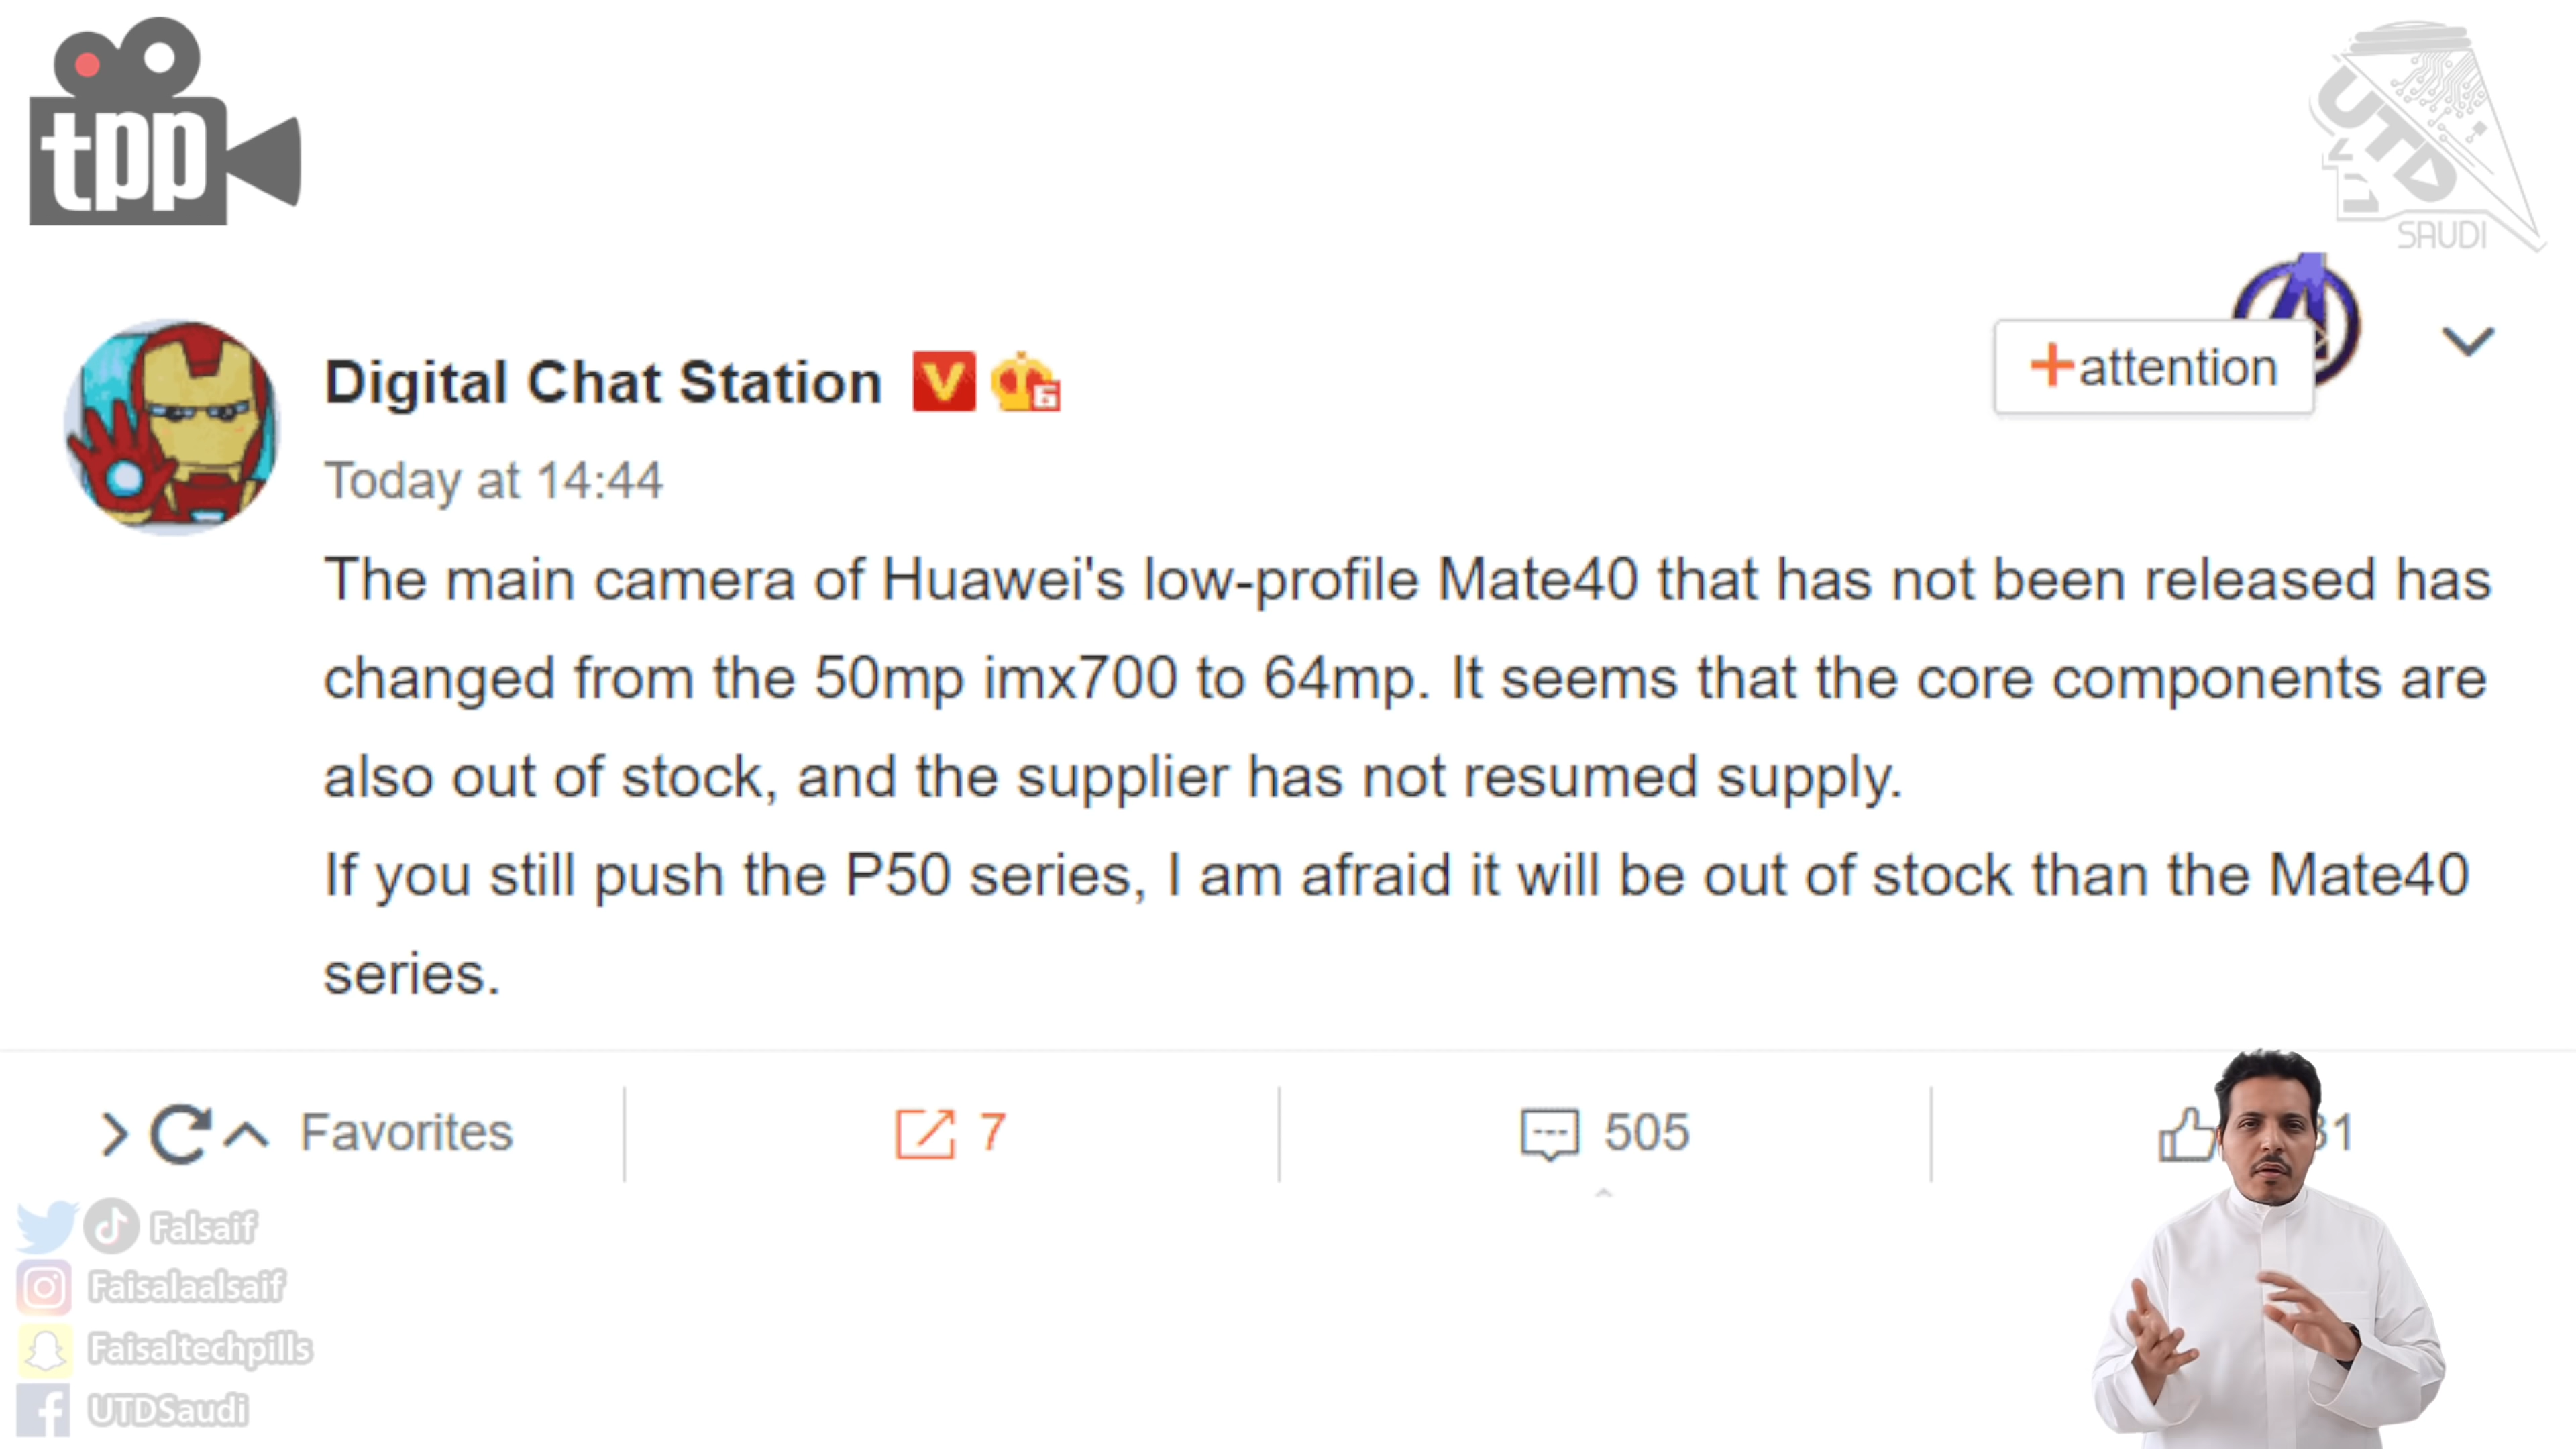 tpp
UTD
SAUDI
Digital Chat Station V 6
+attention
Today at 14:44
The main camera of Huawei's low-profile Mate40 that has not been released has
changed from the 50mp imx700 to 64mp. It seems that the core components are
also out of stock, and the supplier has not resumed supply.
If you still push the P50 series, I am afraid it will be out of stock than the Mate40
series.
Favorites
7
505
Falsaif
Faisalaalsaif
Faisaltechpills
UTDSaudi